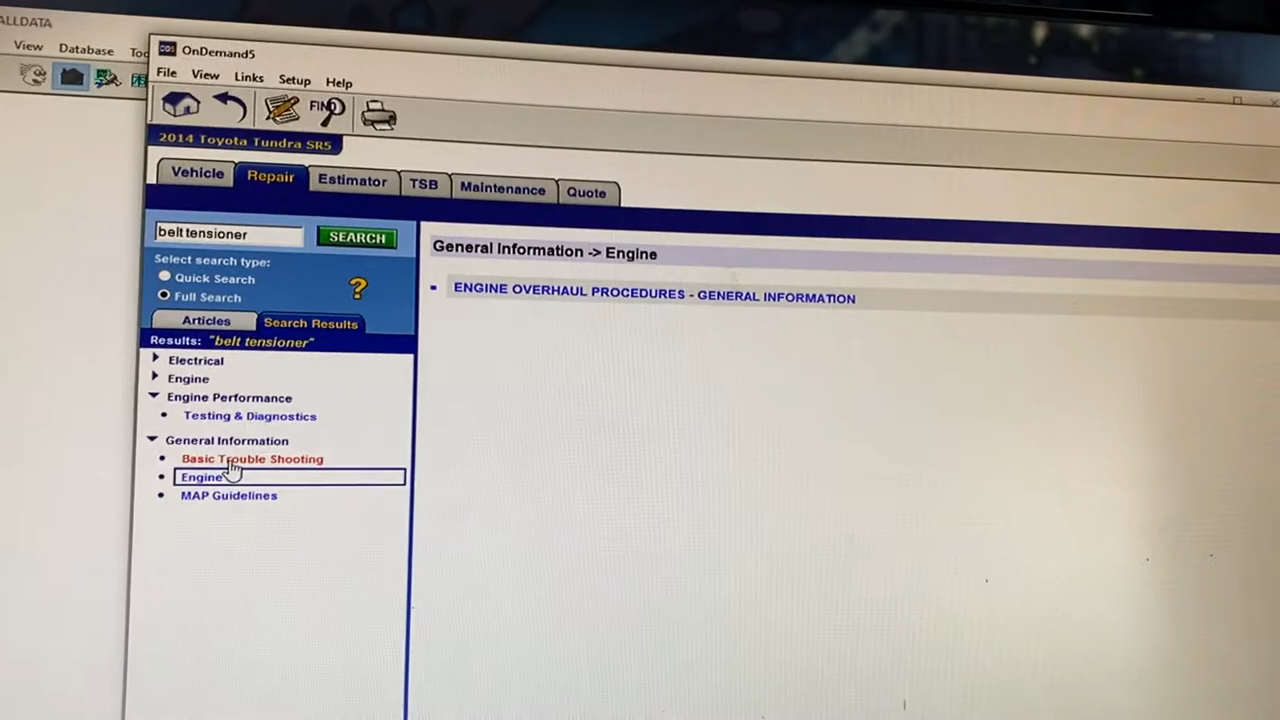 ALLDATA
View Database
OnDemand5
File View Links Setup Help
FIND
2014 Toyota Tundra SR5
Vehicle Repair Estimator TSB Maintenance Quote
belt tensioner SEARCH
Select search type:
Quick Search
Full Search
?
Articles Search Results
Results: "belt tensioner"
Electrical
Engine
Engine Performance
Testing & Diagnostics
General Information
Basic Trouble Shooting
Engine
MAP Guidelines
General Information -> Engine
ENGINE OVERHAUL PROCEDURES - GENERAL INFORMATION